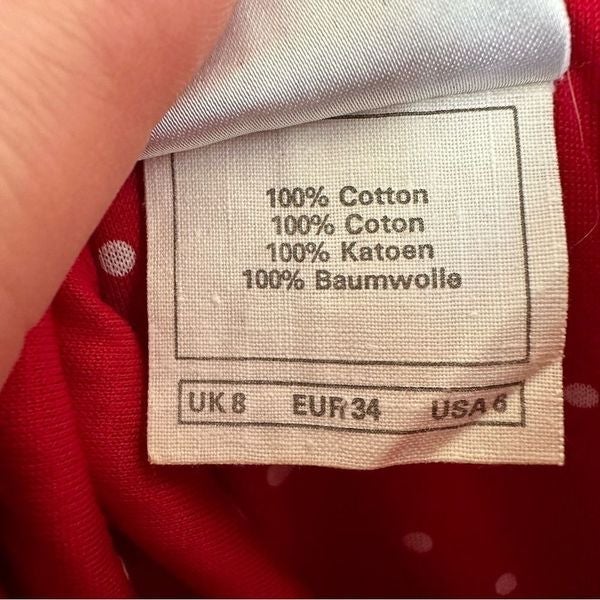 100% Cotton
100% Coton
100% Katoen
100% Baumwolle
UK 8 EUR 34 USA 6